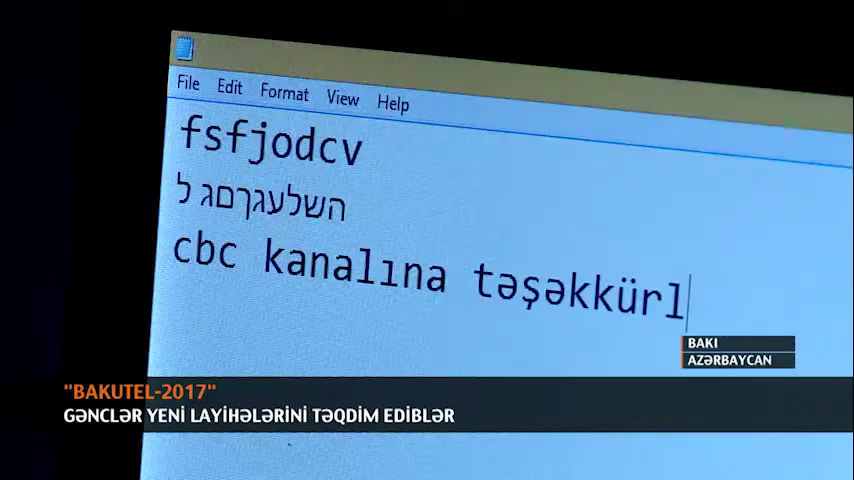 File Edit Format View Help
fsfjodcv
השלעגךםג ל
cbc kanalına təşəkkürl
BAKI
AZƏRBAYCAN
"BAKUTEL-2017"
GƏNCLƏR YENİ LAYİHƏLƏRİNİ TƏQDİM EDİBLƏR